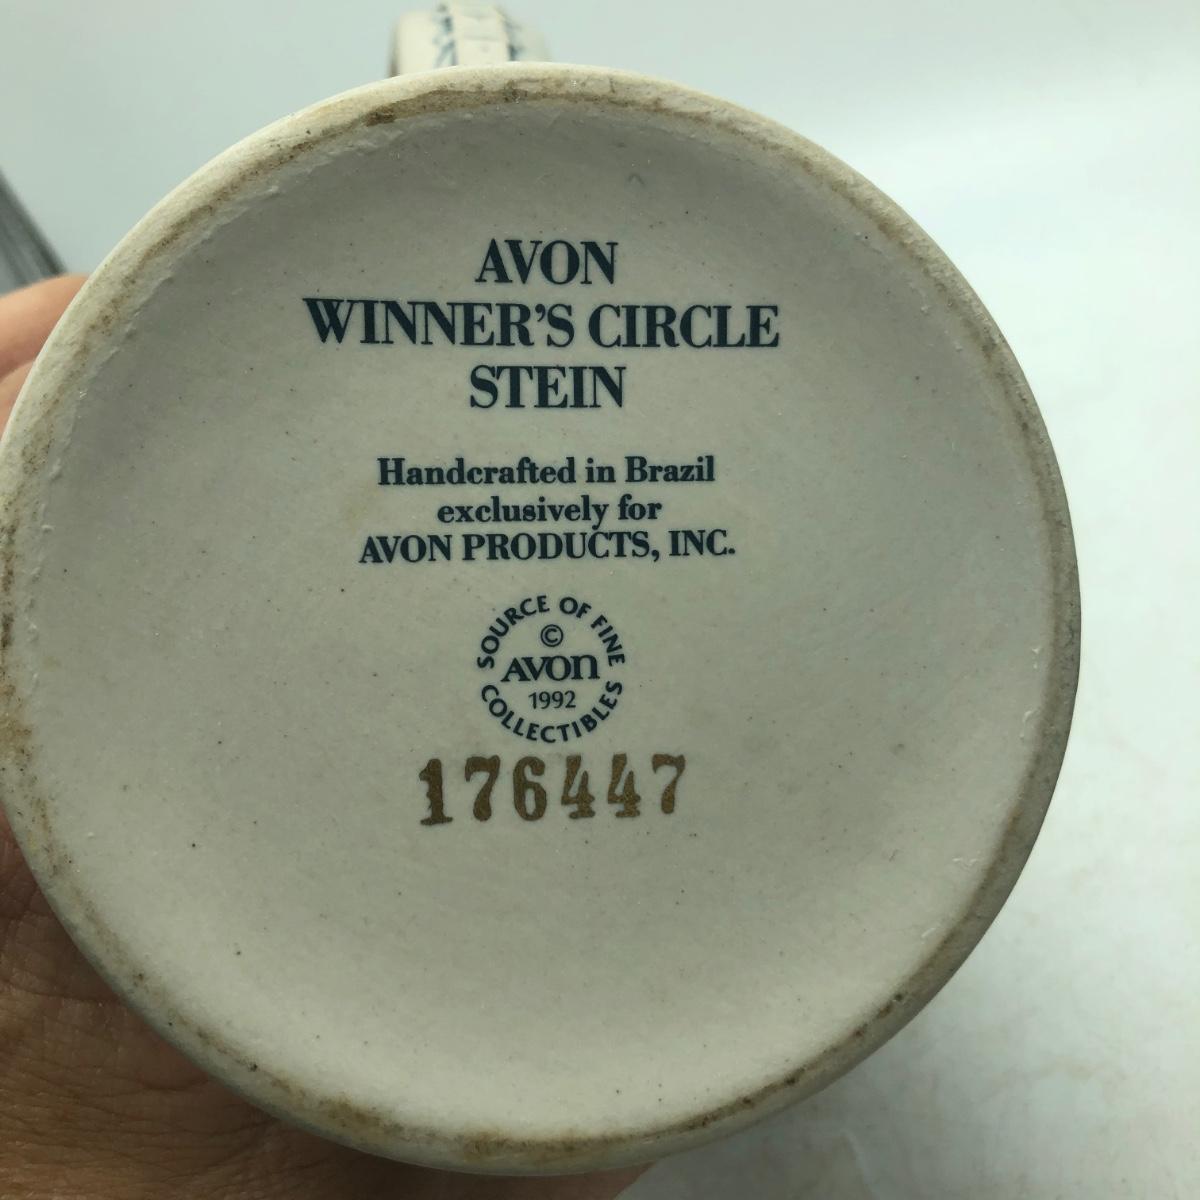 AVON
WINNER'S CIRCLE
STEIN
Handcrafted in Brazil
exclusively for
AVON PRODUCTS, INC.
SOURCE OF FINE
©
AVON
1992
COLLECTIBLES
176447